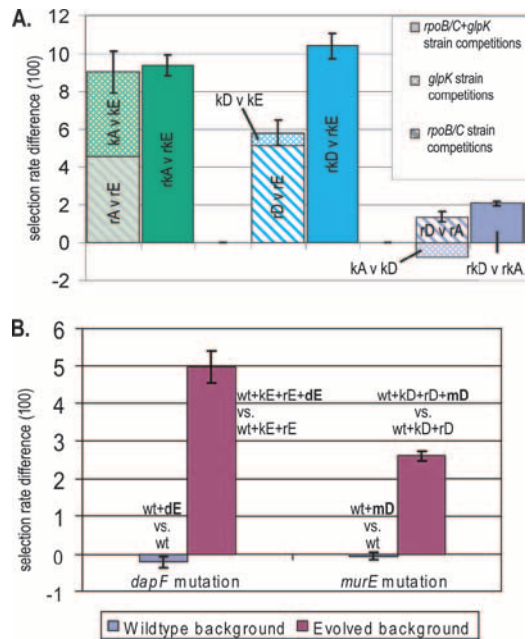 A.
selection rate difference (100)
12
10
8
6
4
2
0
-2
kA v kE
rA v rE
rkA v rkE
kD v kE
rD v rE
rkD v rkE
rD v rA
kA v kD
rkD v rkA
rpoB/C+glpK
strain competitions
glpK strain
competitions
rpoB/C strain
competitions
B.
selection rate difference (100)
6
5
4
3
2
1
0
-1
wt+kE+rE+dE
vs.
wt+kE+rE
wt+kD+rD+mD
vs.
wt+kD+rD
wt+dE
vs.
wt
wt+mD
vs.
wt
dapF mutation
murE mutation
Wildtype background
Evolved background